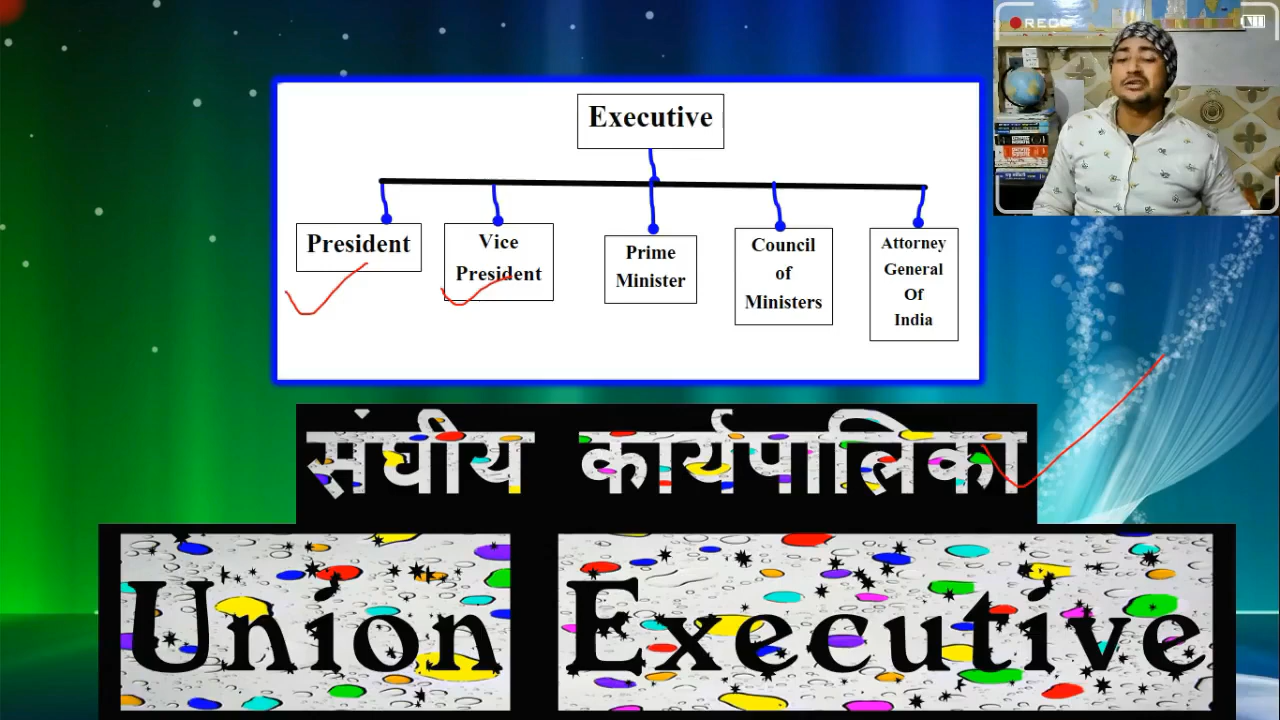 Executive
President
Vice
President
Prime
Minister
Council
of
Ministers
Attorney
General
Of
India
संघीय कार्यपालिका
Union Executive